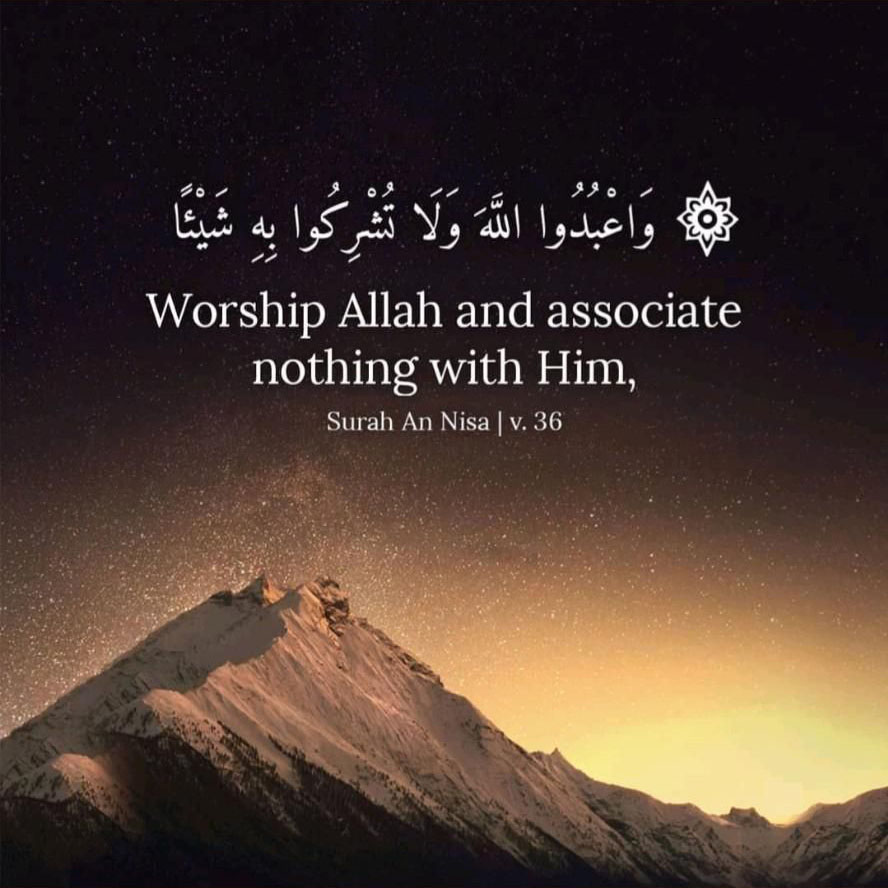 ۞ وَاعْبُدُوا اللَّهَ وَلَا تُشْرِكُوا بِهِ شَيْئًا
Worship Allah and associate
nothing with Him,
Surah An Nisa | v. 36